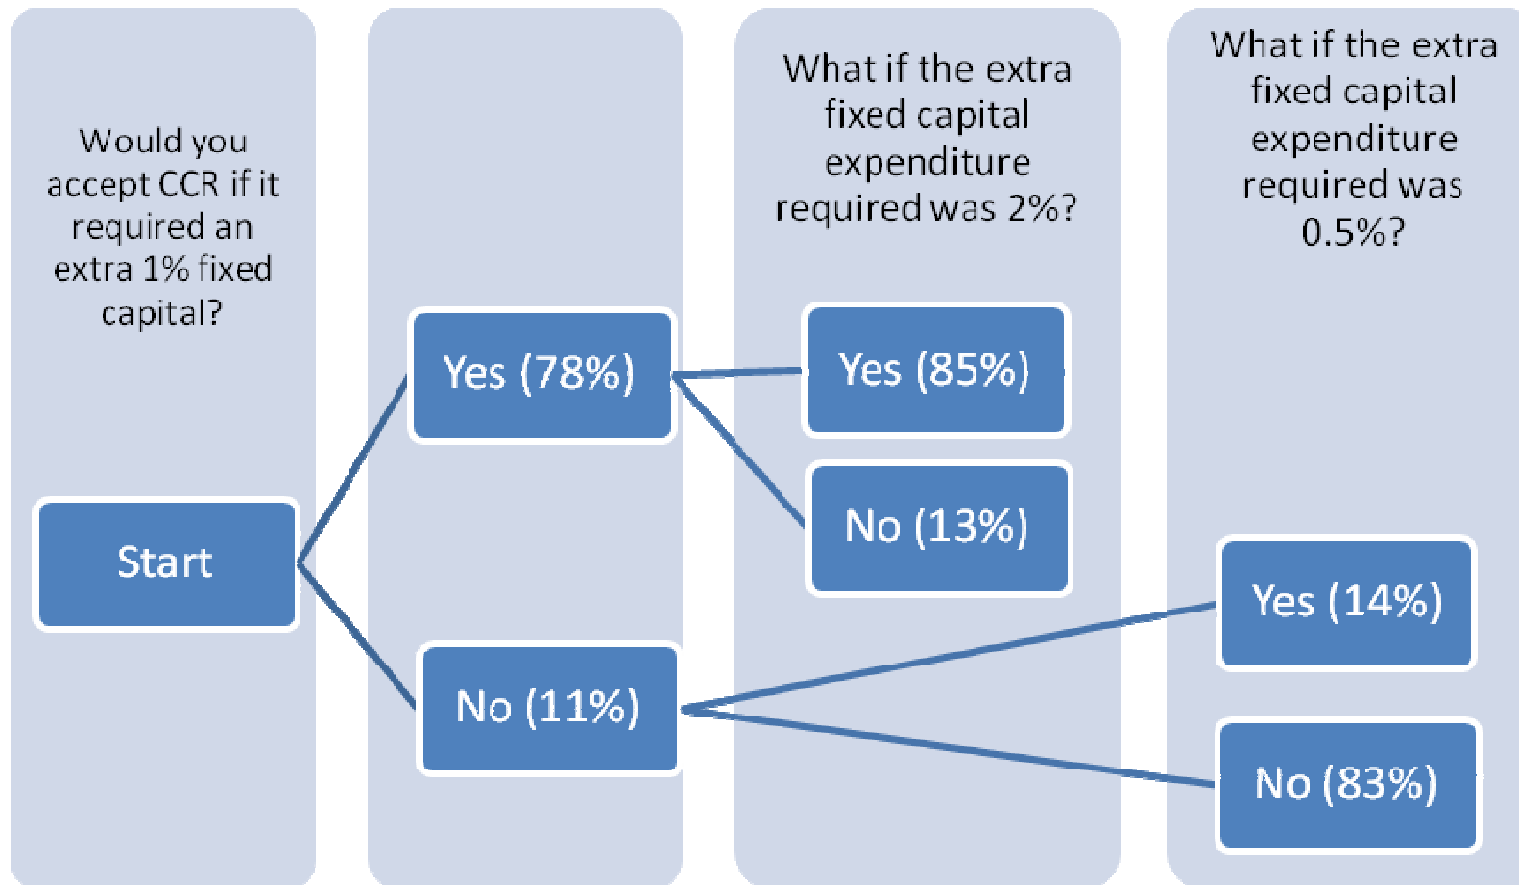 Would you
accept CCR if it
required an
extra 1% fixed
capital?
Start
Yes (78%)
No (11%)
What if the extra
fixed capital
expenditure
required was 2%?
Yes (85%)
No (13%)
What if the extra
fixed capital
expenditure
required was
0.5%?
Yes (14%)
No (83%)